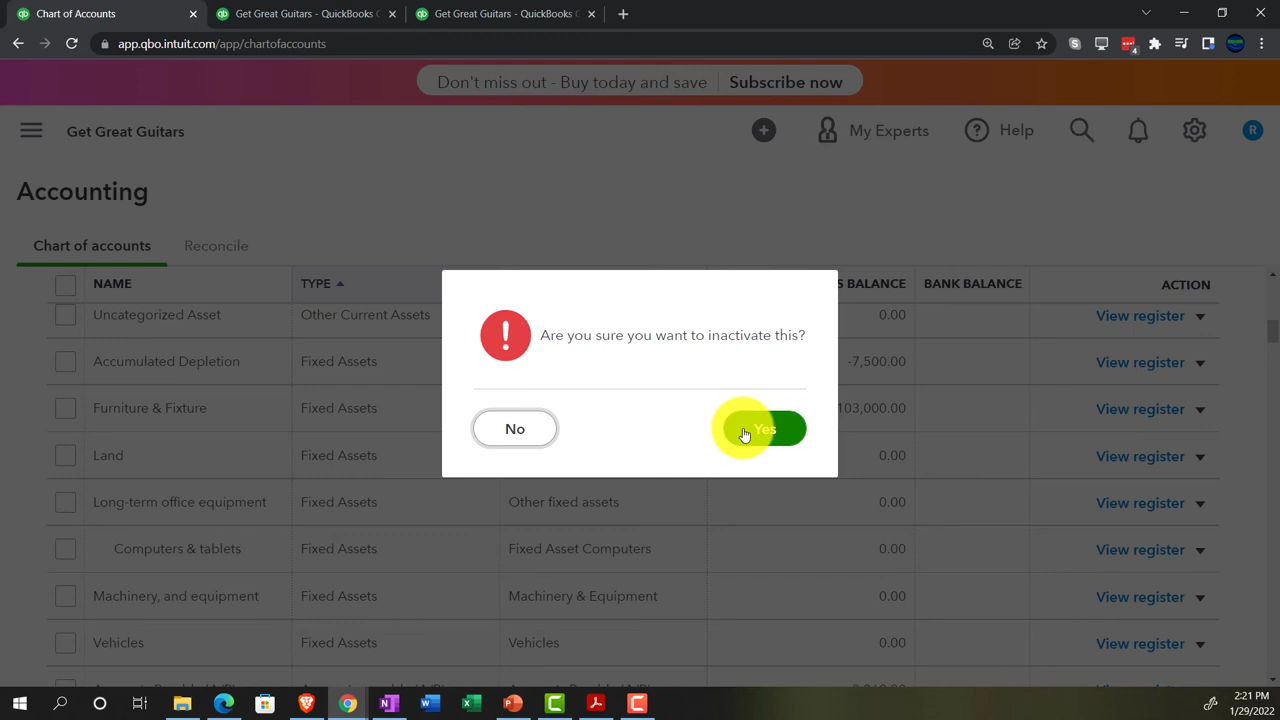 Chart of Accounts
Get Great Guitars - QuickBooks C
Get Great Guitars - QuickBooks C
app.qbo.intuit.com/app/chartofaccounts
4
Don't miss out - Buy today and save
Subscribe now
Get Great Guitars
My Experts
Help
R
Accounting
Chart of accounts
Reconcile
NAME
TYPE
BALANCE
BANK BALANCE
ACTION
Uncategorized Asset
Other Current Assets
0.00
View register
Accumulated Depletion
Fixed Assets
-7,500.00
View register
Furniture & Fixture
Fixed Assets
103,000.00
View register
Land
Fixed Assets
0.00
View register
Long-term office equipment
Fixed Assets
Other fixed assets
0.00
View register
Computers & tablets
Fixed Assets
Fixed Asset Computers
0.00
View register
Machinery, and equipment
Fixed Assets
Machinery & Equipment
0.00
View register
Vehicles
Fixed Assets
Vehicles
0.00
View register
Are you sure you want to inactivate this?
No
Yes
2:21 PM
1/29/2022